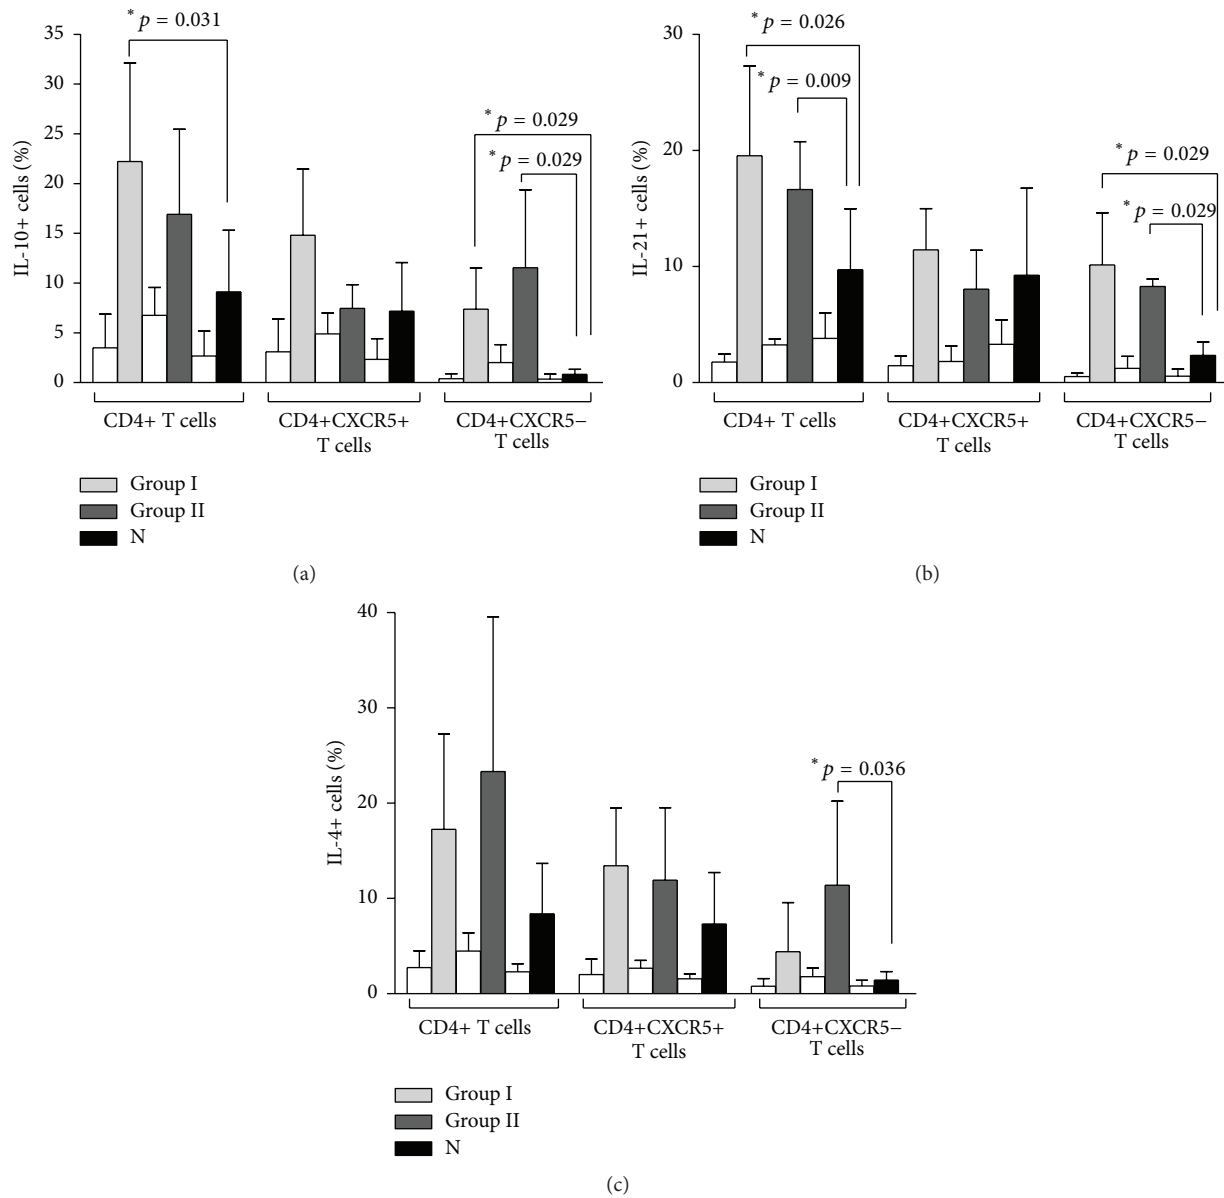 * p = 0.031
35
30
25
20
15
10
5
0
IL-10+ cells (%)
* p = 0.029
* p = 0.029
CD4+ T cells
CD4+CXCR5+
T cells
CD4+CXCR5−
T cells
Group I
Group II
N
(a)
* p = 0.026
30
* p = 0.009
20
10
0
IL-21+ cells (%)
* p = 0.029
* p = 0.029
CD4+ T cells
CD4+CXCR5+
T cells
CD4+CXCR5−
T cells
Group I
Group II
N
(b)
40
30
20
10
0
IL-4+ cells (%)
* p = 0.036
CD4+ T cells
CD4+CXCR5+
T cells
CD4+CXCR5−
T cells
Group I
Group II
N
(c)